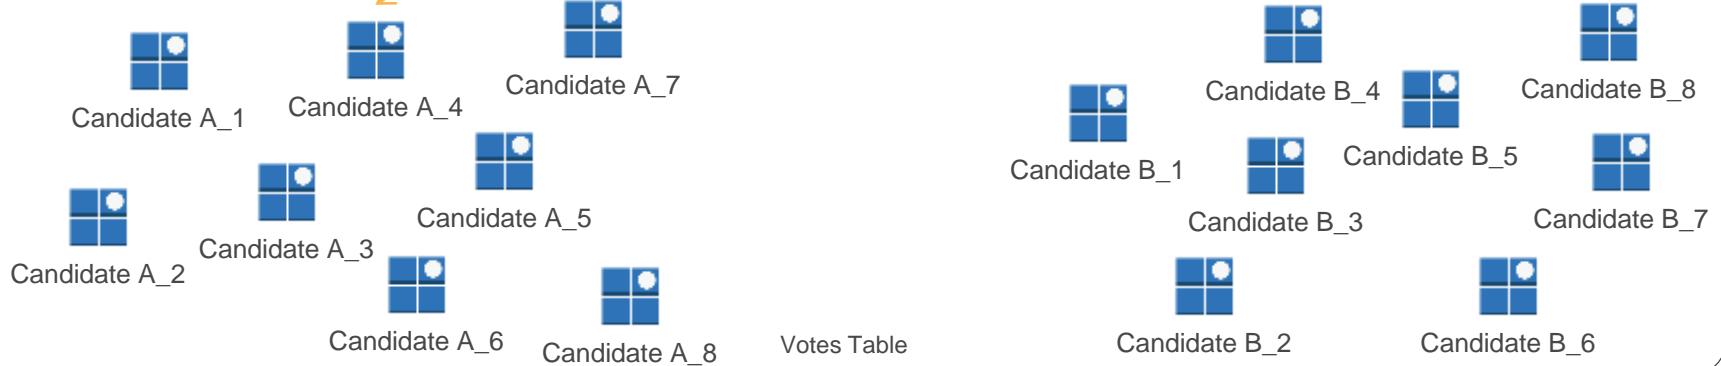 Candidate A_7
Candidate B_4
Candidate B_8
Candidate A_4
Candidate A_1
Candidate B_5
Candidate B_1
Candidate A_5
Candidate B_3
Candidate B_7
Candidate A_3
Candidate A_2
Candidate A_6
Candidate A_8
Votes Table
Candidate B_2
Candidate B_6